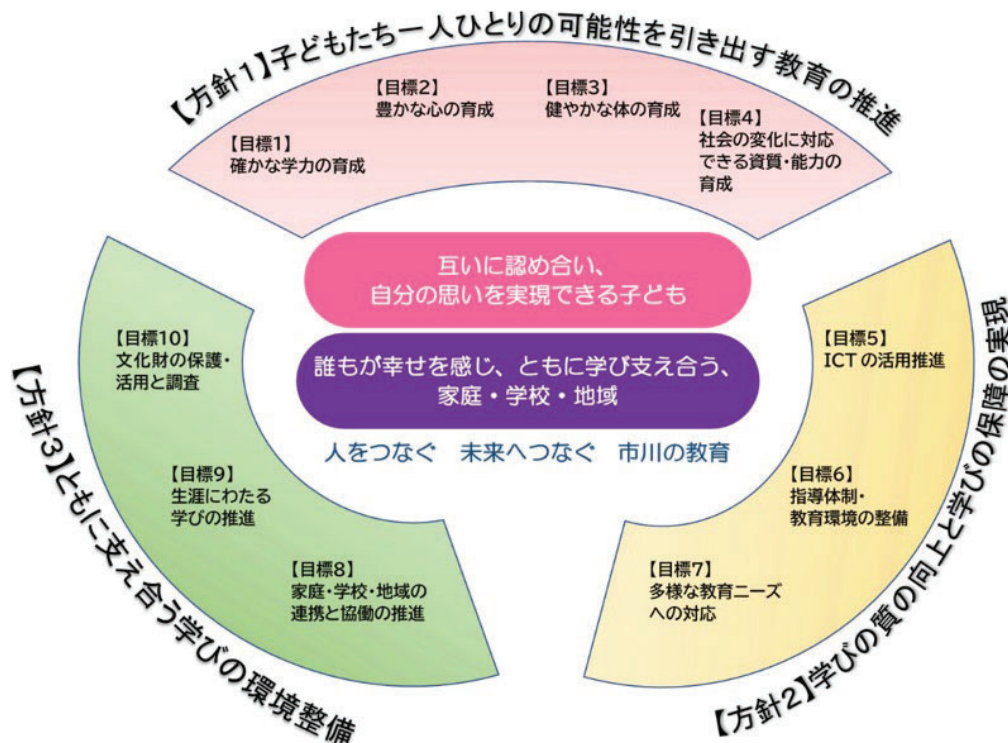 【方針1】子どもたち一人ひとりの可能性を引き出す教育の推進
【目標1】
確かな学力の育成
【目標2】
豊かな心の育成
【目標3】
健やかな体の育成
【目標4】
社会の変化に対応
できる資質・能力の
育成
互いに認め合い、
自分の思いを実現できる子ども
誰もが幸せを感じ、ともに学び支え合う、
家庭・学校・地域
人をつなぐ 未来へつなぐ 市川の教育
【方針2】学びの質の向上と学びの保障の実現
【目標5】
ICTの活用推進
【目標6】
指導体制・
教育環境の整備
【目標7】
多様な教育ニーズ
への対応
【方針3】ともに支え合う学びの環境整備
【目標8】
家庭・学校・地域の
連携と協働の推進
【目標9】
生涯にわたる
学びの推進
【目標10】
文化財の保護・
活用と調査